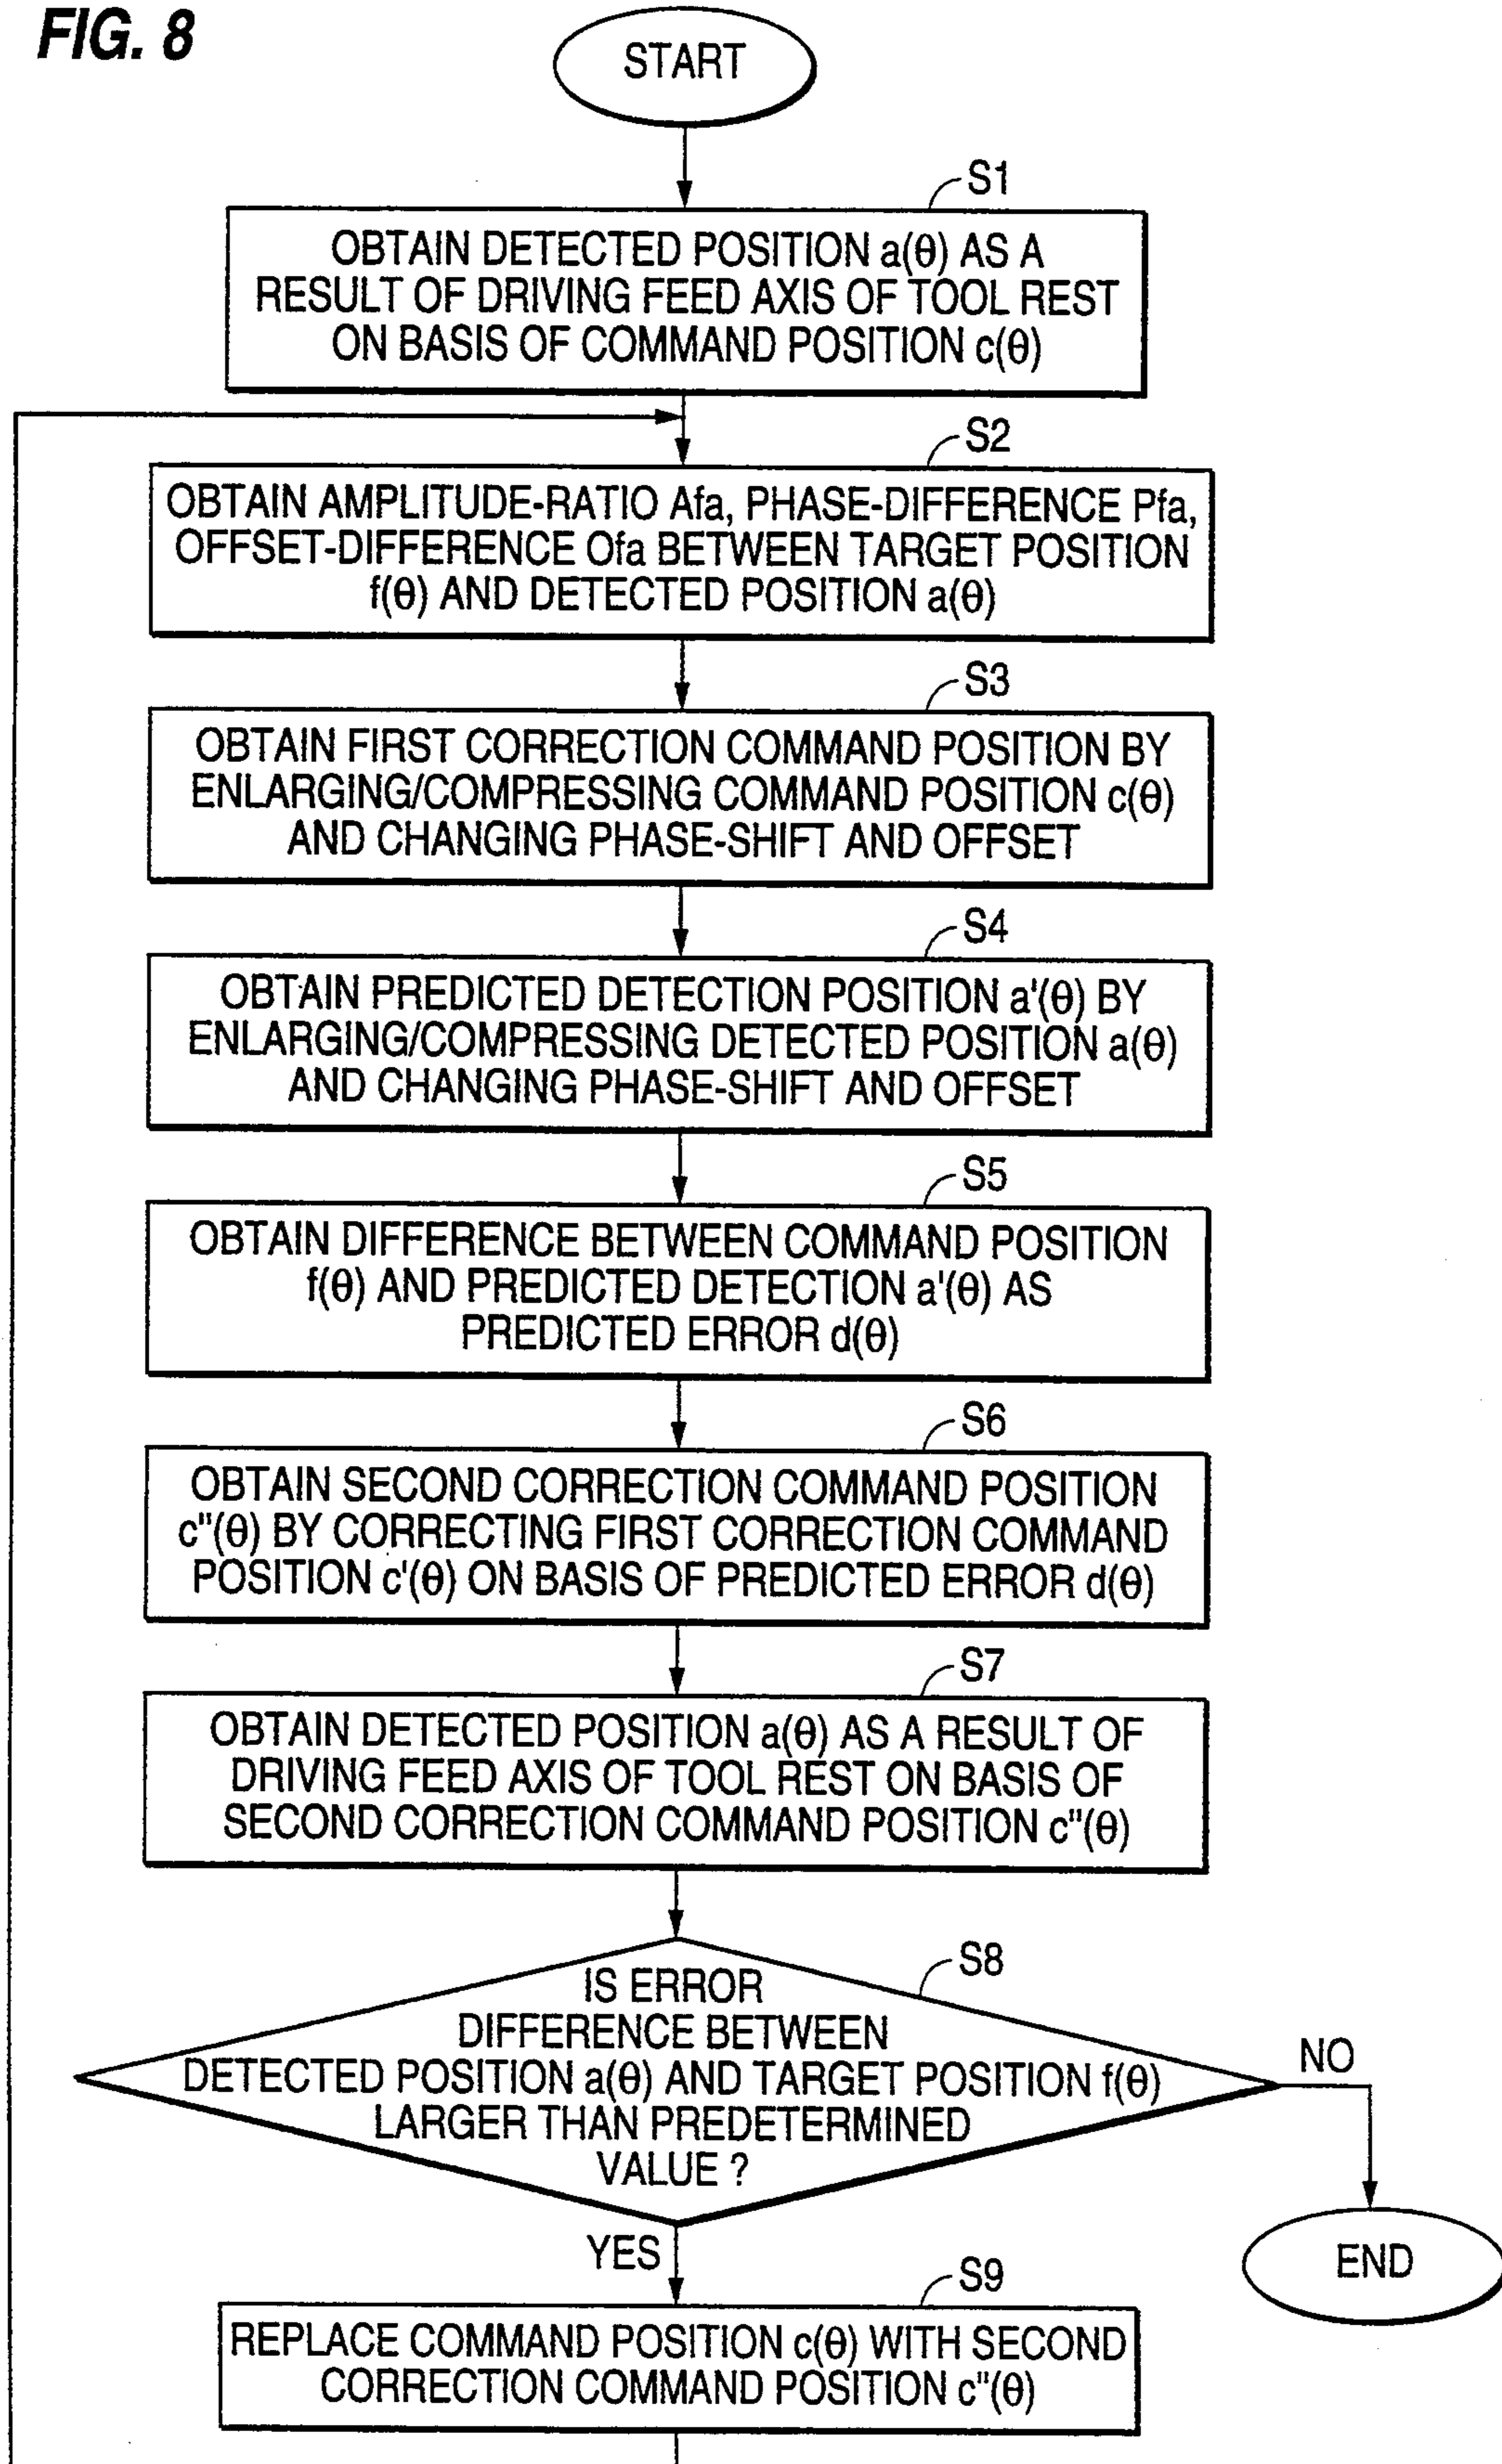 FIG. 8
START
S1
OBTAIN DETECTED POSITION a(θ) AS A
RESULT OF DRIVING FEED AXIS OF TOOL REST
ON BASIS OF COMMAND POSITION c(θ)
S2
OBTAIN AMPLITUDE-RATIO Afa, PHASE-DIFFERENCE Pfa,
OFFSET-DIFFERENCE Ofa BETWEEN TARGET POSITION
f(θ) AND DETECTED POSITION a(θ)
S3
OBTAIN FIRST CORRECTION COMMAND POSITION BY
ENLARGING/COMPRESSING COMMAND POSITION c(θ)
AND CHANGING PHASE-SHIFT AND OFFSET
S4
OBTAIN PREDICTED DETECTION POSITION a'(θ) BY
ENLARGING/COMPRESSING DETECTED POSITION a(θ)
AND CHANGING PHASE-SHIFT AND OFFSET
S5
OBTAIN DIFFERENCE BETWEEN COMMAND POSITION
f(θ) AND PREDICTED DETECTION a'(θ) AS
PREDICTED ERROR d(θ)
S6
OBTAIN SECOND CORRECTION COMMAND POSITION
c"(θ) BY CORRECTING FIRST CORRECTION COMMAND
POSITION c'(θ) ON BASIS OF PREDICTED ERROR d(θ)
S7
OBTAIN DETECTED POSITION a(θ) AS A RESULT OF
DRIVING FEED AXIS OF TOOL REST ON BASIS OF
SECOND CORRECTION COMMAND POSITION c"(θ)
S8
IS ERROR
DIFFERENCE BETWEEN
DETECTED POSITION a(θ) AND TARGET POSITION f(θ)
LARGER THAN PREDETERMINED
VALUE ?
NO
END
YES
S9
REPLACE COMMAND POSITION c(θ) WITH SECOND
CORRECTION COMMAND POSITION c"(θ)